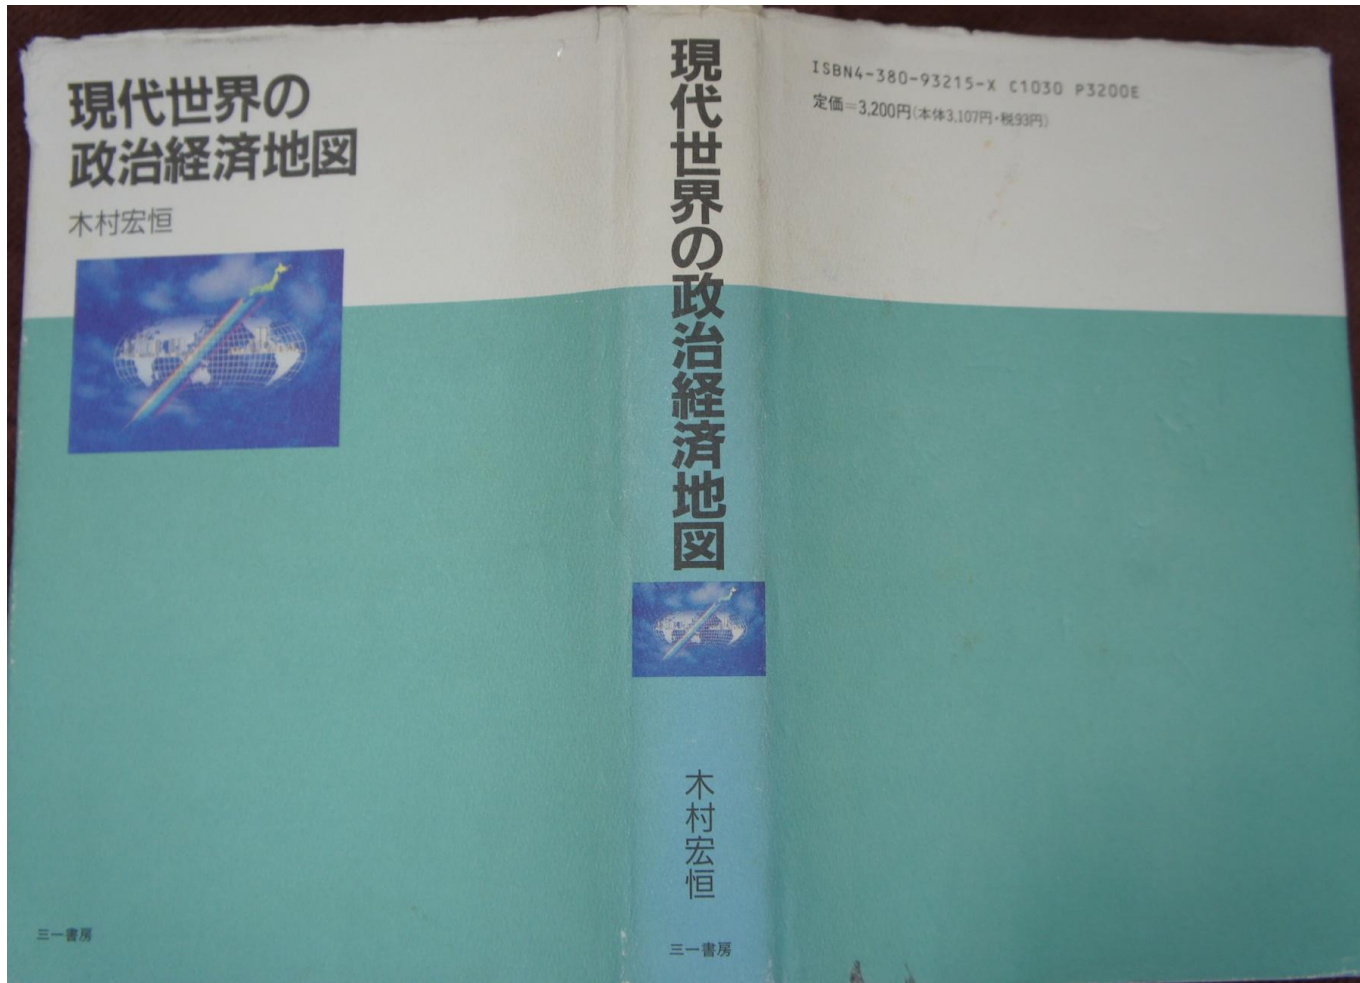 現代世界の
政治経済地図
木村宏恒
三一書房
現代世界の政治経済地図
木村宏恒
三一書房
ISBN4-380-93215-X C1030 P3200E
定価=3,200円(本体3,107円・税93円)